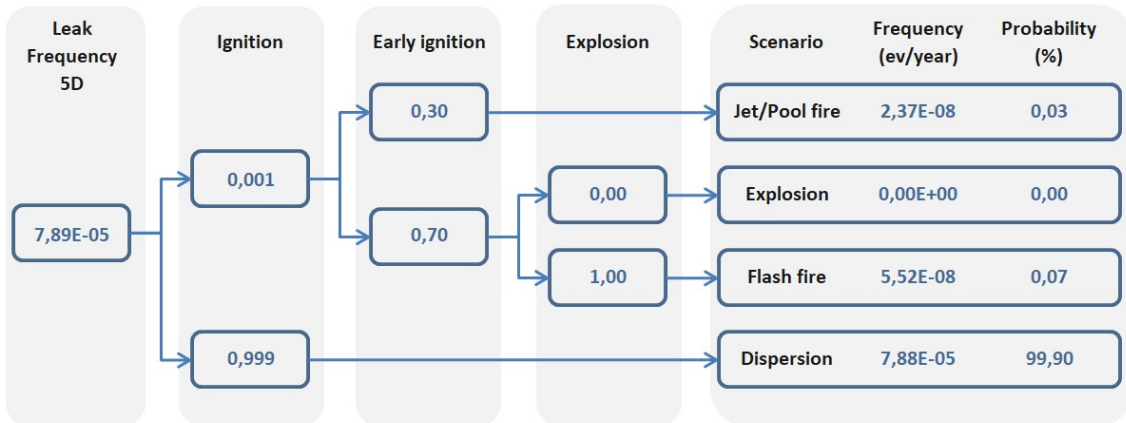 Leak
Frequency
5D
Ignition
Early ignition
Explosion
Scenario
Frequency
(ev/year)
Probability
(%)
0,30
Jet/Pool fire 2,37E-08 0,03
0,001
0,00
Explosion 0,00E+00 0,00
7,89E-05
0,70
1,00
Flash fire 5,52E-08 0,07
0,999
Dispersion 7,88E-05 99,90